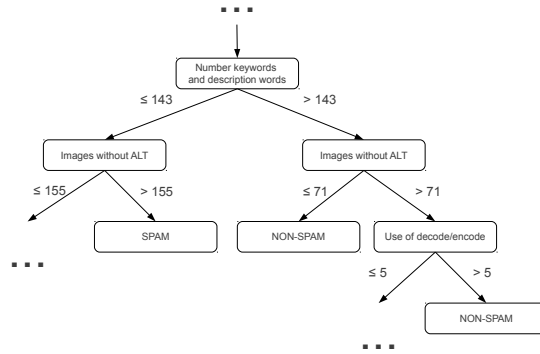 ...
Number keywords
and description words
≤ 143
> 143
Images without ALT
Images without ALT
≤ 155
> 155
≤ 71
> 71
SPAM
NON-SPAM
Use of decode/encode
...
≤ 5
> 5
NON-SPAM
...